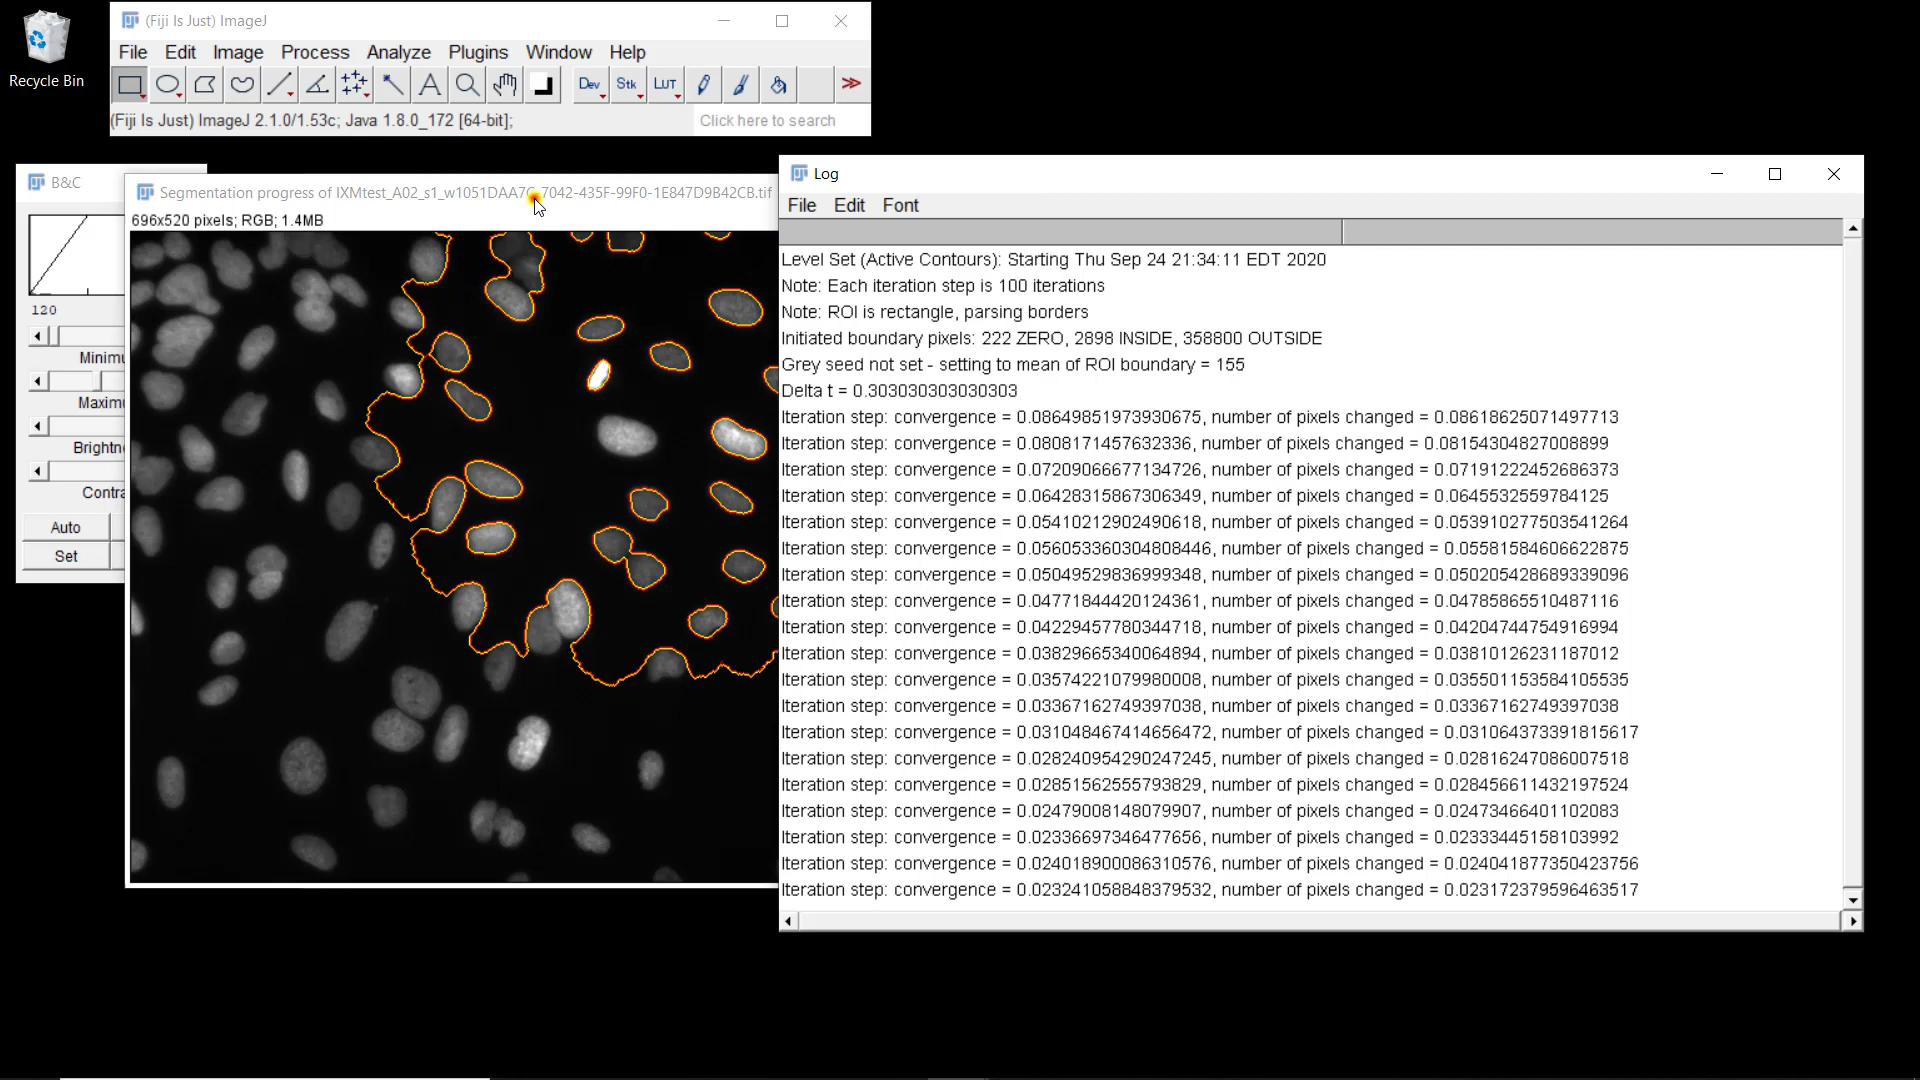 Recycle Bin
(Fiji Is Just) ImageJ
File Edit Image Process Analyze Plugins Window Help
Dev Stk LUT
(Fiji Is Just) ImageJ 2.1.0/1.53c; Java 1.8.0_172 [64-bit];
Click here to search
B&C
120
Minimu
Maximu
Brightne
Contra
Auto
Set
Segmentation progress of IXMtest_A02_s1_w1051DAA7C-7042-435F-99F0-1E847D9B42CB.tif
696x520 pixels; RGB; 1.4MB
Log
File Edit Font
Level Set (Active Contours): Starting Thu Sep 24 21:34:11 EDT 2020
Note: Each iteration step is 100 iterations
Note: ROI is rectangle, parsing borders
Initiated boundary pixels: 222 ZERO, 2898 INSIDE, 358800 OUTSIDE
Grey seed not set - setting to mean of ROI boundary = 155
Delta t = 0.303030303030303
Iteration step: convergence = 0.0864985197393O675, number of pixels changed = 0.08618625071497713
Iteration step: convergence = 0.0808171457632336, number of pixels changed = 0.08154304827008899
Iteration step: convergence = 0.07209066677134726, number of pixels changed = 0.07191222452686373
Iteration step: convergence = 0.06428315867306349, number of pixels changed = 0.0645532559784125
Iteration step: convergence = 0.05410212902490618, number of pixels changed = 0.053910277503541264
Iteration step: convergence = 0.056053360304808446, number of pixels changed = 0.05581584606622875
Iteration step: convergence = 0.05049529836999348, number of pixels changed = 0.050205428689339096
Iteration step: convergence = 0.04771844420124361, number of pixels changed = 0.04785865510487116
Iteration step: convergence = 0.04229457780344718, number of pixels changed = 0.04204744754916994
Iteration step: convergence = 0.03829665340064894, number of pixels changed = 0.03810126231187012
Iteration step: convergence = 0.03574221079980008, number of pixels changed = 0.035501153584105535
Iteration step: convergence = 0.03367162749397038, number of pixels changed = 0.03367162749397038
Iteration step: convergence = 0.031048467414656472, number of pixels changed = 0.031064373391815617
Iteration step: convergence = 0.028240954290247245, number of pixels changed = 0.02816247086007518
Iteration step: convergence = 0.02851562555793829, number of pixels changed = 0.028456611432197524
Iteration step: convergence = 0.02479008148079907, number of pixels changed = 0.02473466401102083
Iteration step: convergence = 0.02336697346477656, number of pixels changed = 0.02333445158103992
Iteration step: convergence = 0.024018900086310576, number of pixels changed = 0.024041877350423756
Iteration step: convergence = 0.023241058848379532, number of pixels changed = 0.023172379596463517